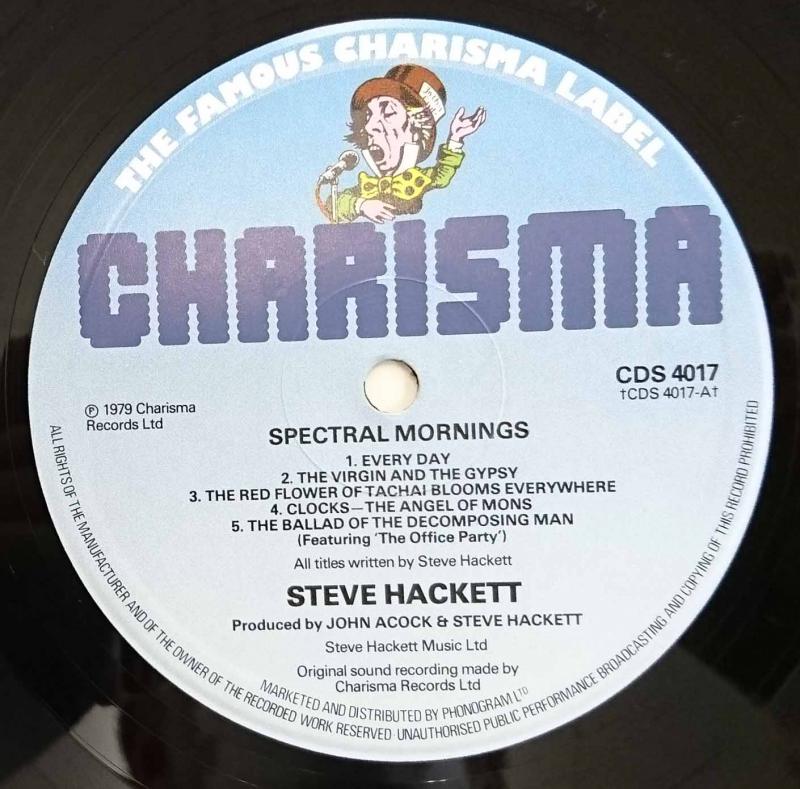 THE FAMOUS CHARISMA LABEL
CHARISMA
CDS 4017
†CDS 4017-A†
℗ 1979 Charisma
Records Ltd
SPECTRAL MORNINGS
1. EVERY DAY
2. THE VIRGIN AND THE GYPSY
3. THE RED FLOWER OF TACHAI BLOOMS EVERYWHERE
4. CLOCKS—THE ANGEL OF MONS
5. THE BALLAD OF THE DECOMPOSING MAN
(Featuring 'The Office Party')
All titles written by Steve Hackett
STEVE HACKETT
Produced by JOHN ACOCK & STEVE HACKETT
Steve Hackett Music Ltd
Original sound recording made by
Charisma Records Ltd
MARKETED AND DISTRIBUTED BY PHONOGRAM LTD
ALL RIGHTS OF THE MANUFACTURER AND OF THE OWNER OF THE RECORDED WORK RESERVED · UNAUTHORISED PUBLIC PERFORMANCE BROADCASTING AND COPYING OF THIS RECORD PROHIBITED